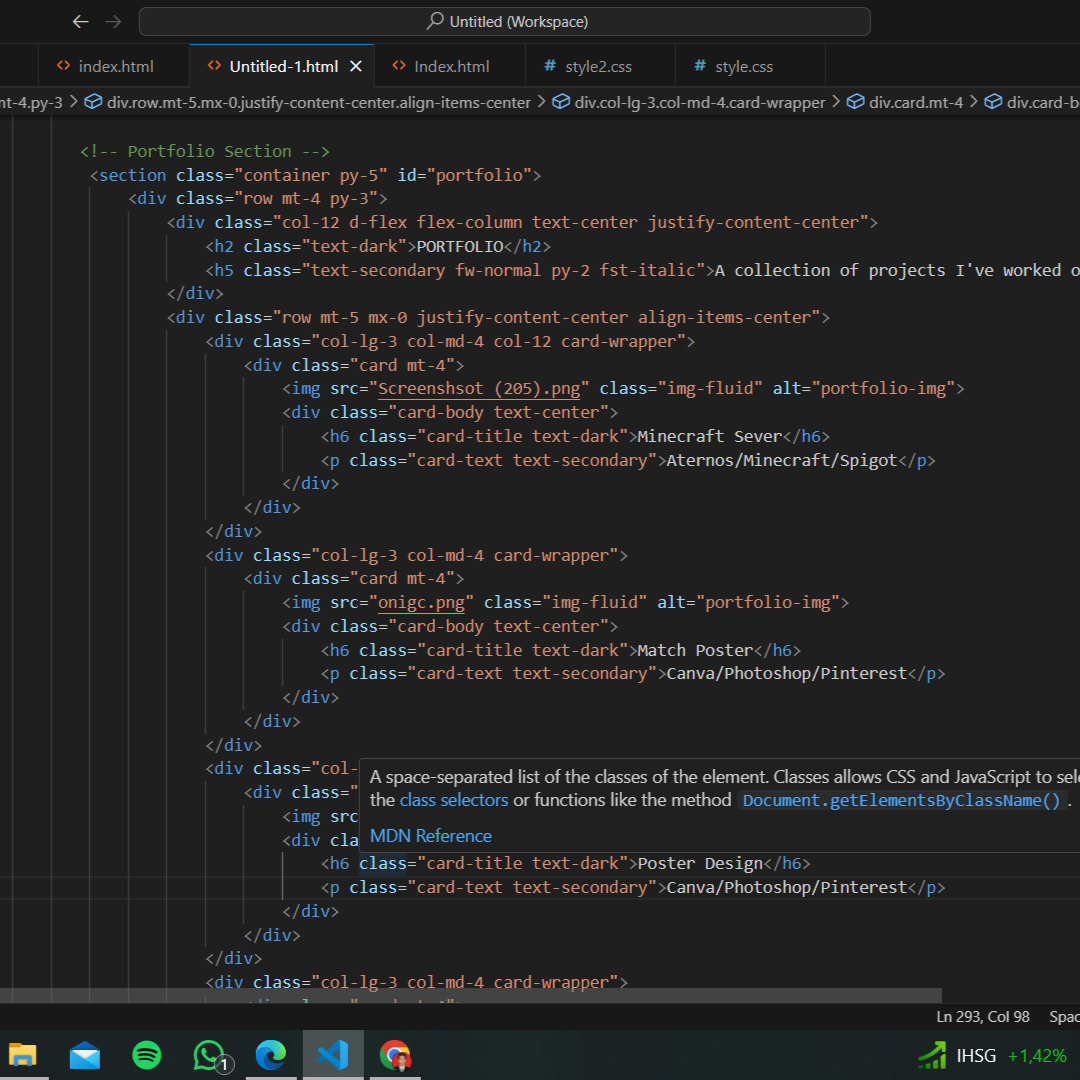 Untitled (Workspace)
index.html Untitled-1.html Index.html # style2.css # style.css
mt-4.py-3 > div.row.mt-5.mx-0.justify-content-center.align-items-center > div.col-lg-3.col-md-4.card-wrapper > div.card.mt-4 > div.card-b
<!-- Portfolio Section -->
<section class="container py-5" id="portfolio">
<div class="row mt-4 py-3">
<div class="col-12 d-flex flex-column text-center justify-content-center">
<h2 class="text-dark">PORTFOLIO</h2>
<h5 class="text-secondary fw-normal py-2 fst-italic">A collection of projects I've worked o
</div>
<div class="row mt-5 mx-0 justify-content-center align-items-center">
<div class="col-lg-3 col-md-4 col-12 card-wrapper">
<div class="card mt-4">
<img src="Screenshsot (205).png" class="img-fluid" alt="portfolio-img">
<div class="card-body text-center">
<h6 class="card-title text-dark">Minecraft Sever</h6>
<p class="card-text text-secondary">Aternos/Minecraft/Spigot</p>
</div>
</div>
</div>
<div class="col-lg-3 col-md-4 card-wrapper">
<div class="card mt-4">
<img src="onigc.png" class="img-fluid" alt="portfolio-img">
<div class="card-body text-center">
<h6 class="card-title text-dark">Match Poster</h6>
<p class="card-text text-secondary">Canva/Photoshop/Pinterest</p>
</div>
</div>
</div>
<div class="col-
<div class="
<img src
<div cla
A space-separated list of the classes of the element. Classes allows CSS and JavaScript to sele
the class selectors or functions like the method Document.getElementsByClassName().
MDN Reference
<h6 class="card-title text-dark">Poster Design</h6>
<p class="card-text text-secondary">Canva/Photoshop/Pinterest</p>
</div>
</div>
</div>
<div class="col-lg-3 col-md-4 card-wrapper">
Ln 293, Col 98 Spac
1
IHSG +1,42%